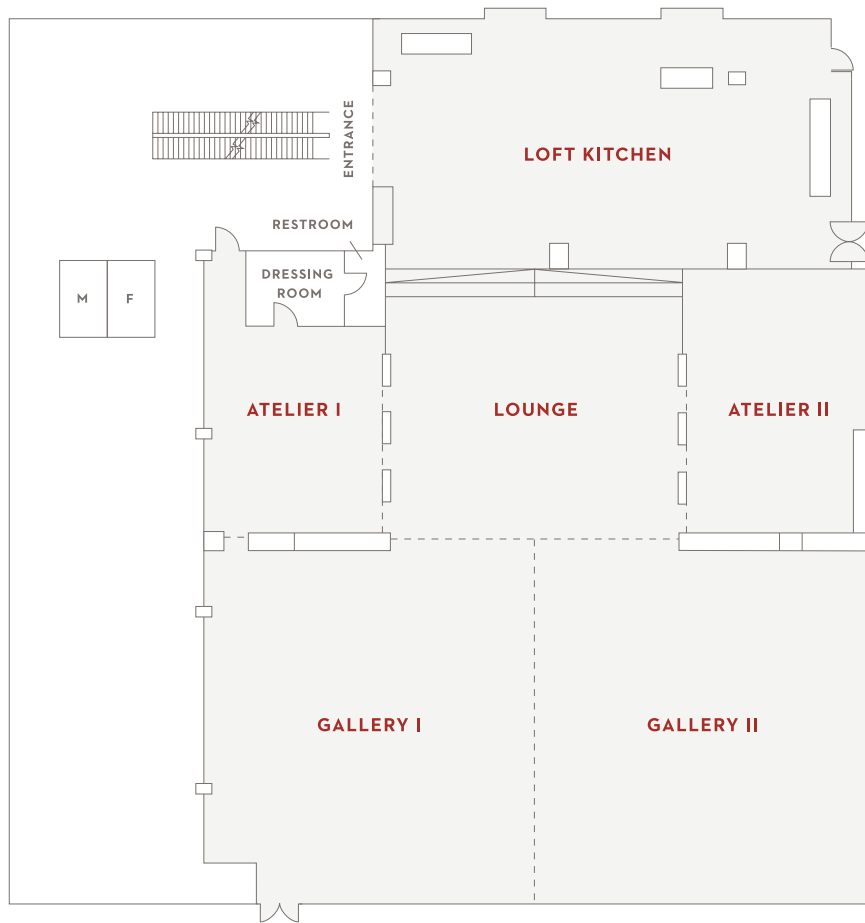 ENTRANCE
LOFT KITCHEN
RESTROOM
DRESSING
ROOM
M
F
ATELIER I
LOUNGE
ATELIER II
GALLERY I
GALLERY II